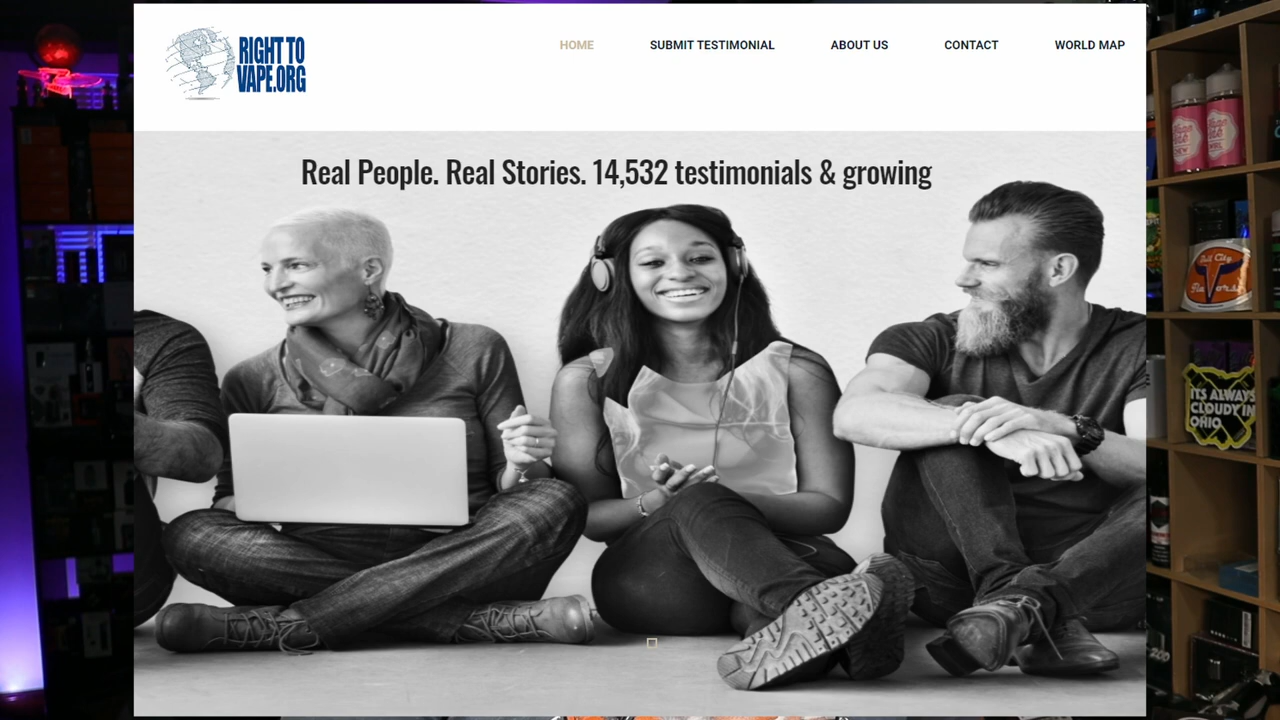 RIGHT TO
VAPE.ORG
HOME
SUBMIT TESTIMONIAL
ABOUT US
CONTACT
WORLD MAP
Real People. Real Stories. 14,532 testimonials & growing
ITS ALWAYS
CLOUDY IN
OHIO